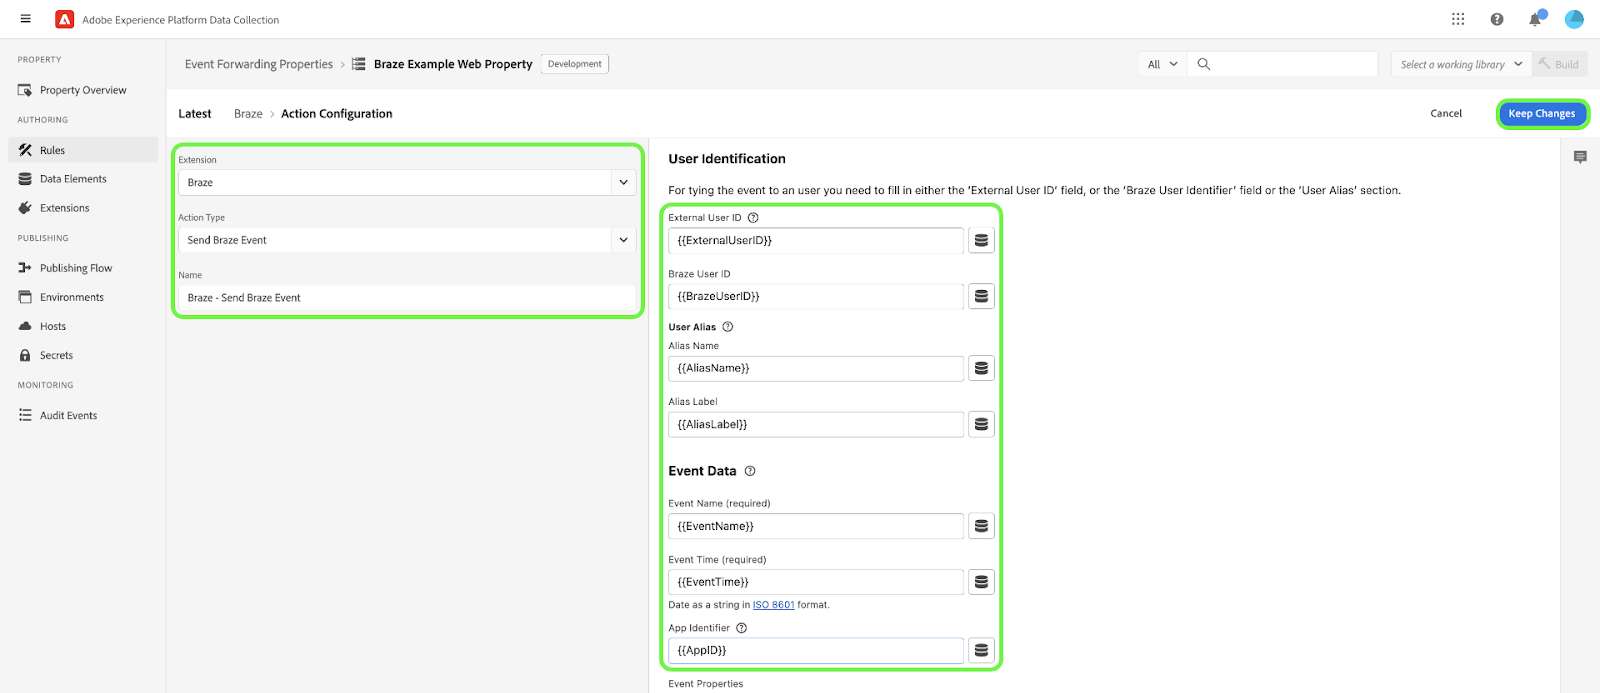 Adobe Experience Platform Data Collection
PROPERTY
Property Overview
AUTHORING
Rules
Data Elements
Extensions
PUBLISHING
Publishing Flow
Environments
Hosts
Secrets
MONITORING
Audit Events
Event Forwarding Properties > Braze Example Web Property Development
All
Select a working library
Build
Latest Braze > Action Configuration
Cancel
Keep Changes
Extension
Braze
Action Type
Send Braze Event
Name
Braze - Send Braze Event
User Identification
For tying the event to an user you need to fill in either the 'External User ID' field, or the 'Braze User Identifier' field or the 'User Alias' section.
External User ID
{{ExternalUserID}}
Braze User ID
{{BrazeUserID}}
User Alias
Alias Name
{{AliasName}}
Alias Label
{{AliasLabel}}
Event Data
Event Name (required)
{{EventName}}
Event Time (required)
{{EventTime}}
Date as a string in ISO 8601 format.
App Identifier
{{AppID}}
Event Properties